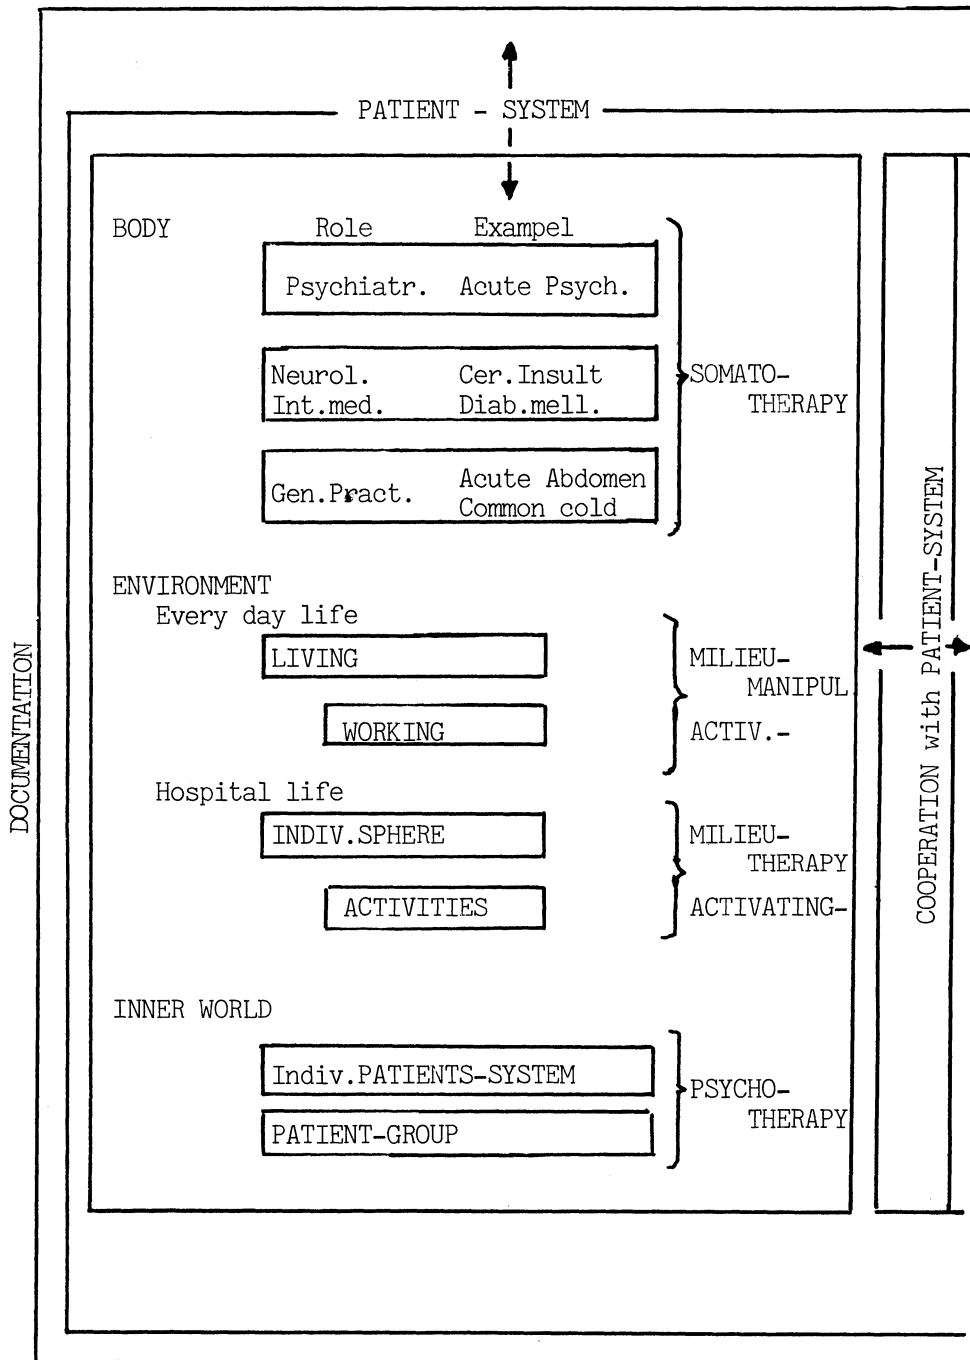 PATIENT - SYSTEM
BODY Role Exampel
Psychiatr. Acute Psych.
Neurol. Cer.Insult
Int.med. Diab.mell.
SOMATO-
THERAPY
Gen.Pract. Acute Abdomen
Common cold
ENVIRONMENT
Every day life
LIVING
MILIEU-
MANIPUL
WORKING
ACTIV.-
Hospital life
INDIV.SPHERE
MILIEU-
THERAPY
ACTIVITIES
ACTIVATING-
INNER WORLD
Indiv.PATIENTS-SYSTEM
PSYCHO-
THERAPY
PATIENT-GROUP
DOCUMENTATION
COOPERATION with PATIENT-SYSTEM